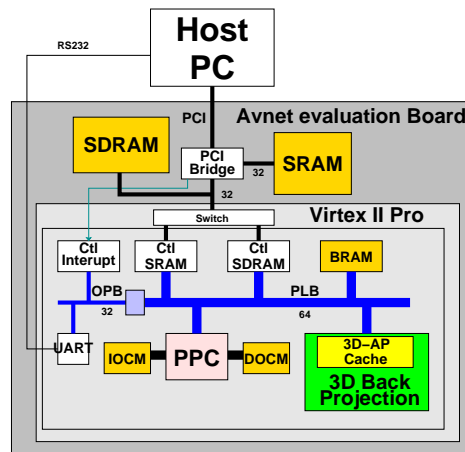 Host
PC
RS232
PCI
Avnet evaluation Board
SDRAM
PCI
Bridge
32
SRAM
32
Switch
Virtex II Pro
Ctl
Interupt
Ctl
SRAM
Ctl
SDRAM
BRAM
OPB
32
PLB
64
UART
IOCM
PPC
DOCM
3D–AP
Cache
3D Back
Projection